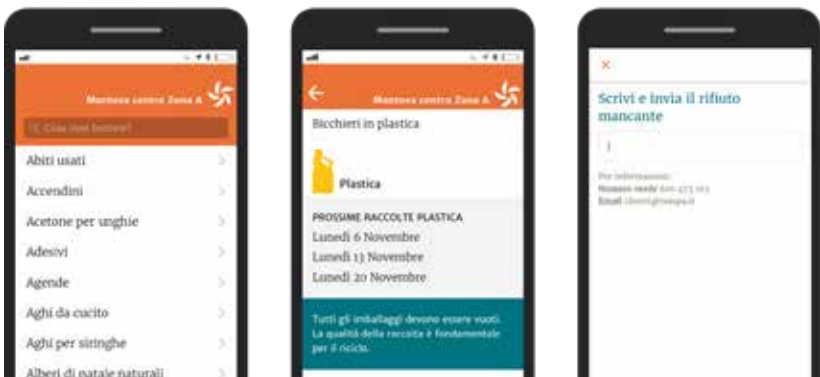 Mantova centro Zona A
Cosa vuoi buttare?
Abiti usati
Accendini
Acetone per unghie
Adesivi
Agende
Aghi da cucito
Aghi per siringhe
Alberi di natale naturali
Mantova centro Zona A
Bicchieri in plastica
Plastica
PROSSIME RACCOLTE PLASTICA
Lunedì 6 Novembre
Lunedì 13 Novembre
Lunedì 20 Novembre
Tutti gli imballaggi devono essere vuoti.
La qualità della raccolta è fondamentale
per il riciclo.
Scrivi e invia il rifiuto
mancante
Per informazioni:
Numero verde
Email